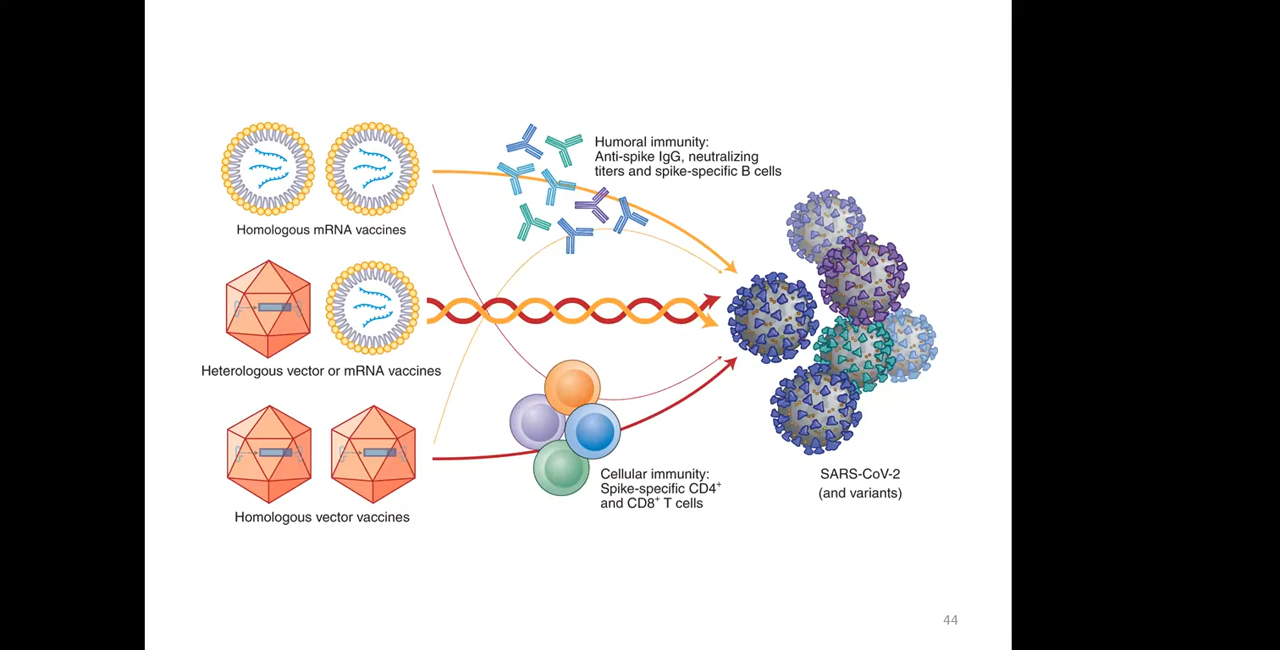 Humoral immunity:
Anti-spike IgG, neutralizing
titers and spike-specific B cells
Homologous mRNA vaccines
Heterologous vector or mRNA vaccines
Cellular immunity:
Spike-specific CD4⁺
and CD8⁺ T cells
SARS-CoV-2
(and variants)
Homologous vector vaccines
44